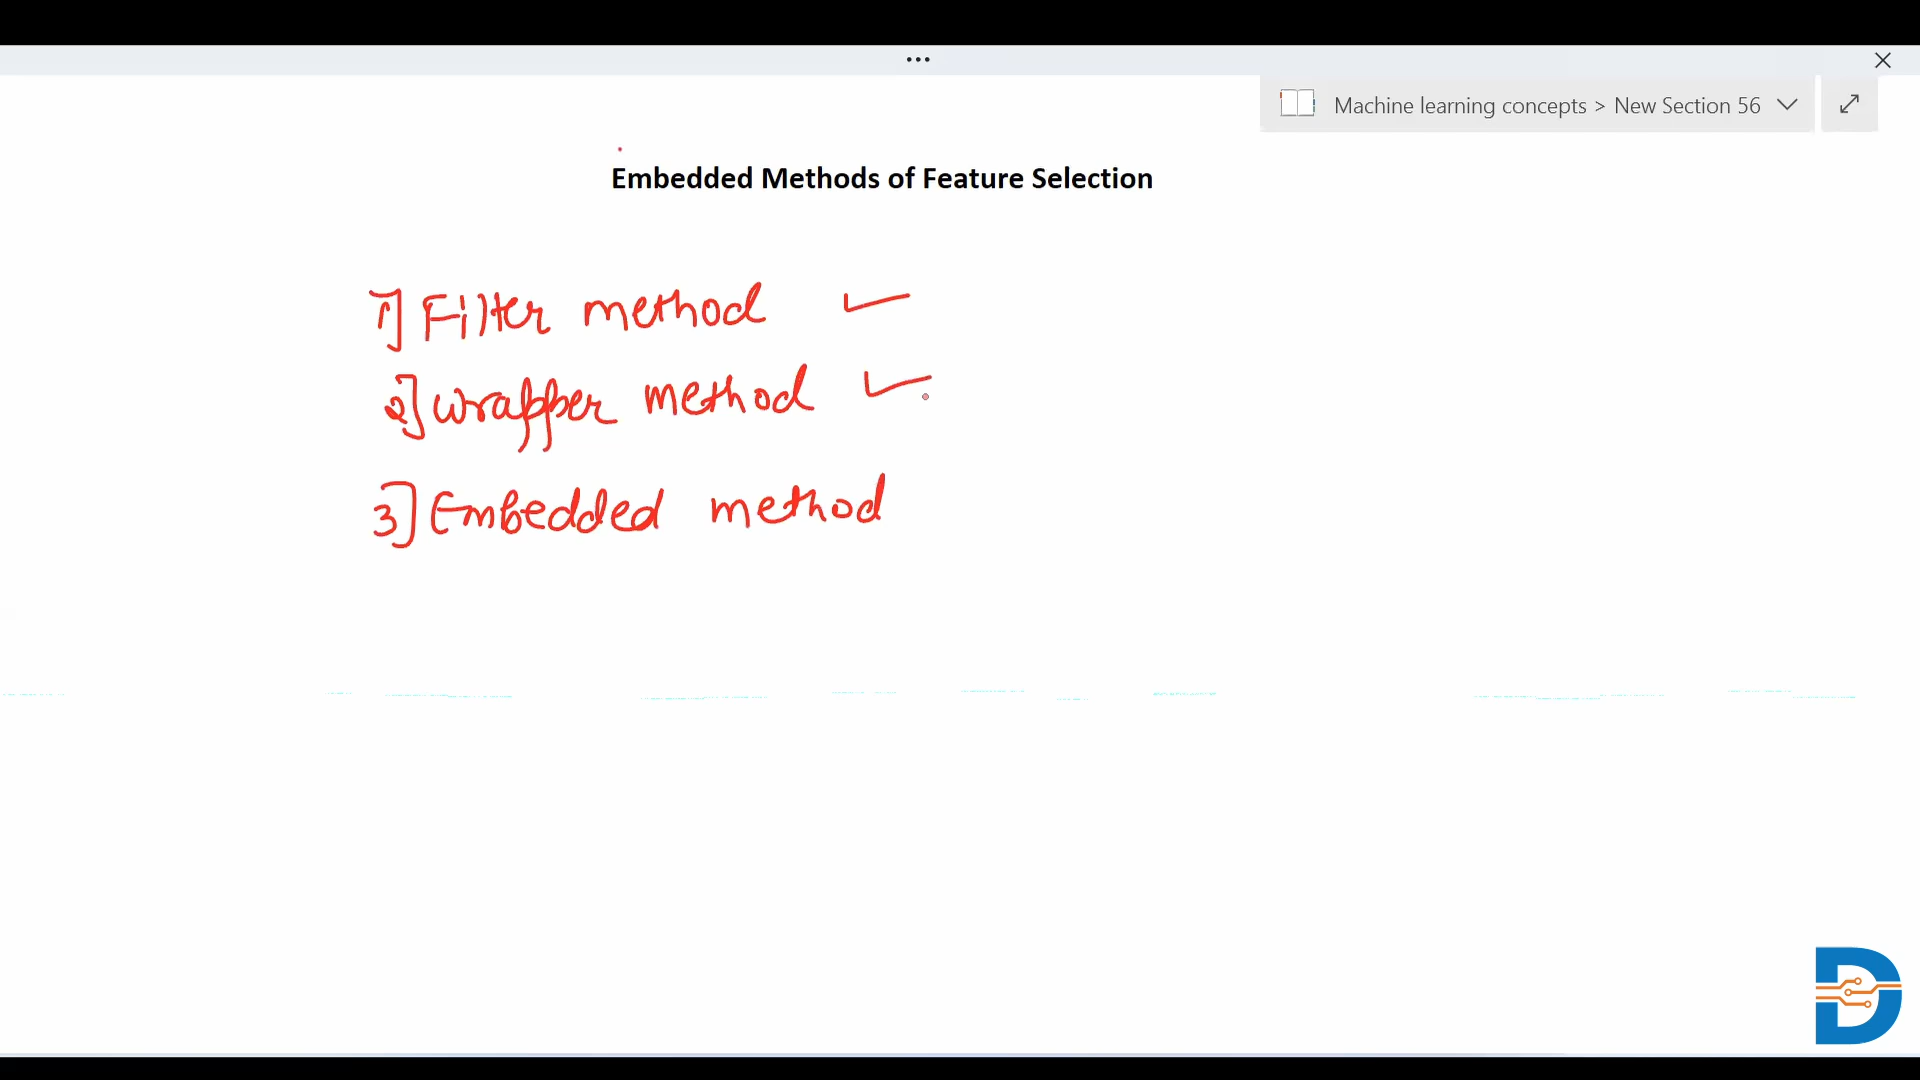 Machine learning concepts > New Section 56
Embedded Methods of Feature Selection
1] Filter method
2] wrapper method
3] Embedded method